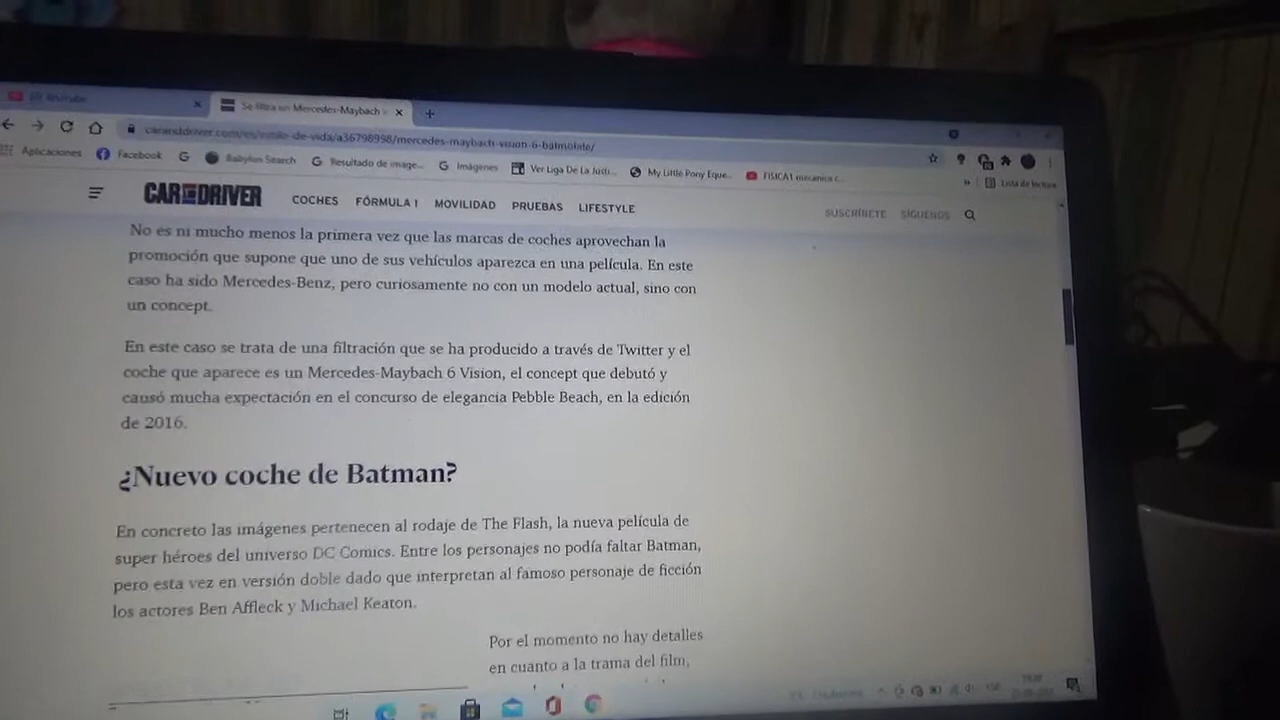 Se filtra un Mercedes-Maybach
caranddriver.com/es/estilo-de-vida/a36798998/mercedes-maybach-vision-6-batmobile/
Aplicaciones Facebook Babylon Search Resultado de image... Imágenes Ver Liga De La Justi... My Little Pony Eque... FISICA1 mecanica c... » Lista de lectura
CAR AND DRIVER COCHES FÓRMULA 1 MOVILIDAD PRUEBAS LIFESTYLE SUSCRÍBETE SÍGUENOS
No es ni mucho menos la primera vez que las marcas de coches aprovechan la
promoción que supone que uno de sus vehículos aparezca en una película. En este
caso ha sido Mercedes-Benz, pero curiosamente no con un modelo actual, sino con
un concept.
En este caso se trata de una filtración que se ha producido a través de Twitter y el
coche que aparece es un Mercedes-Maybach 6 Vision, el concept que debutó y
causó mucha expectación en el concurso de elegancia Pebble Beach, en la edición
de 2016.
¿Nuevo coche de Batman?
En concreto las imágenes pertenecen al rodaje de The Flash, la nueva película de
super héroes del universo DC Comics. Entre los personajes no podía faltar Batman,
pero esta vez en versión doble dado que interpretan al famoso personaje de ficción
los actores Ben Affleck y Michael Keaton.
Por el momento no hay detalles
en cuanto a la trama del film,